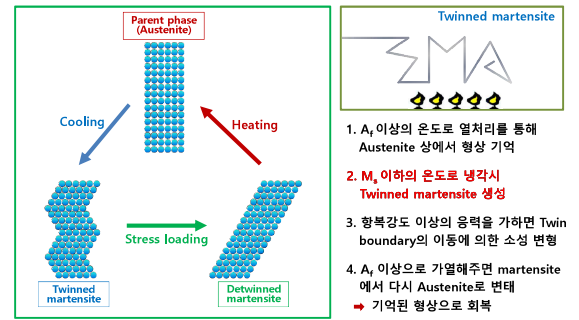 Parent phase
(Austenite)
Cooling
Heating
Stress loading
Twinned
martensite
Detwinned
martensite
Twinned martensite
SMA
1. Af 이상의 온도로 열처리를 통해
Austenite 상에서 형상 기억
2. Ms 이하의 온도로 냉각시
Twinned martensite 생성
3. 항복강도 이상의 응력을 가하면 Twin
boundary의 이동에 의한 소성 변형
4. Af 이상으로 가열해주면 martensite
에서 다시 Austenite로 변태
➡ 기억된 형상으로 회복